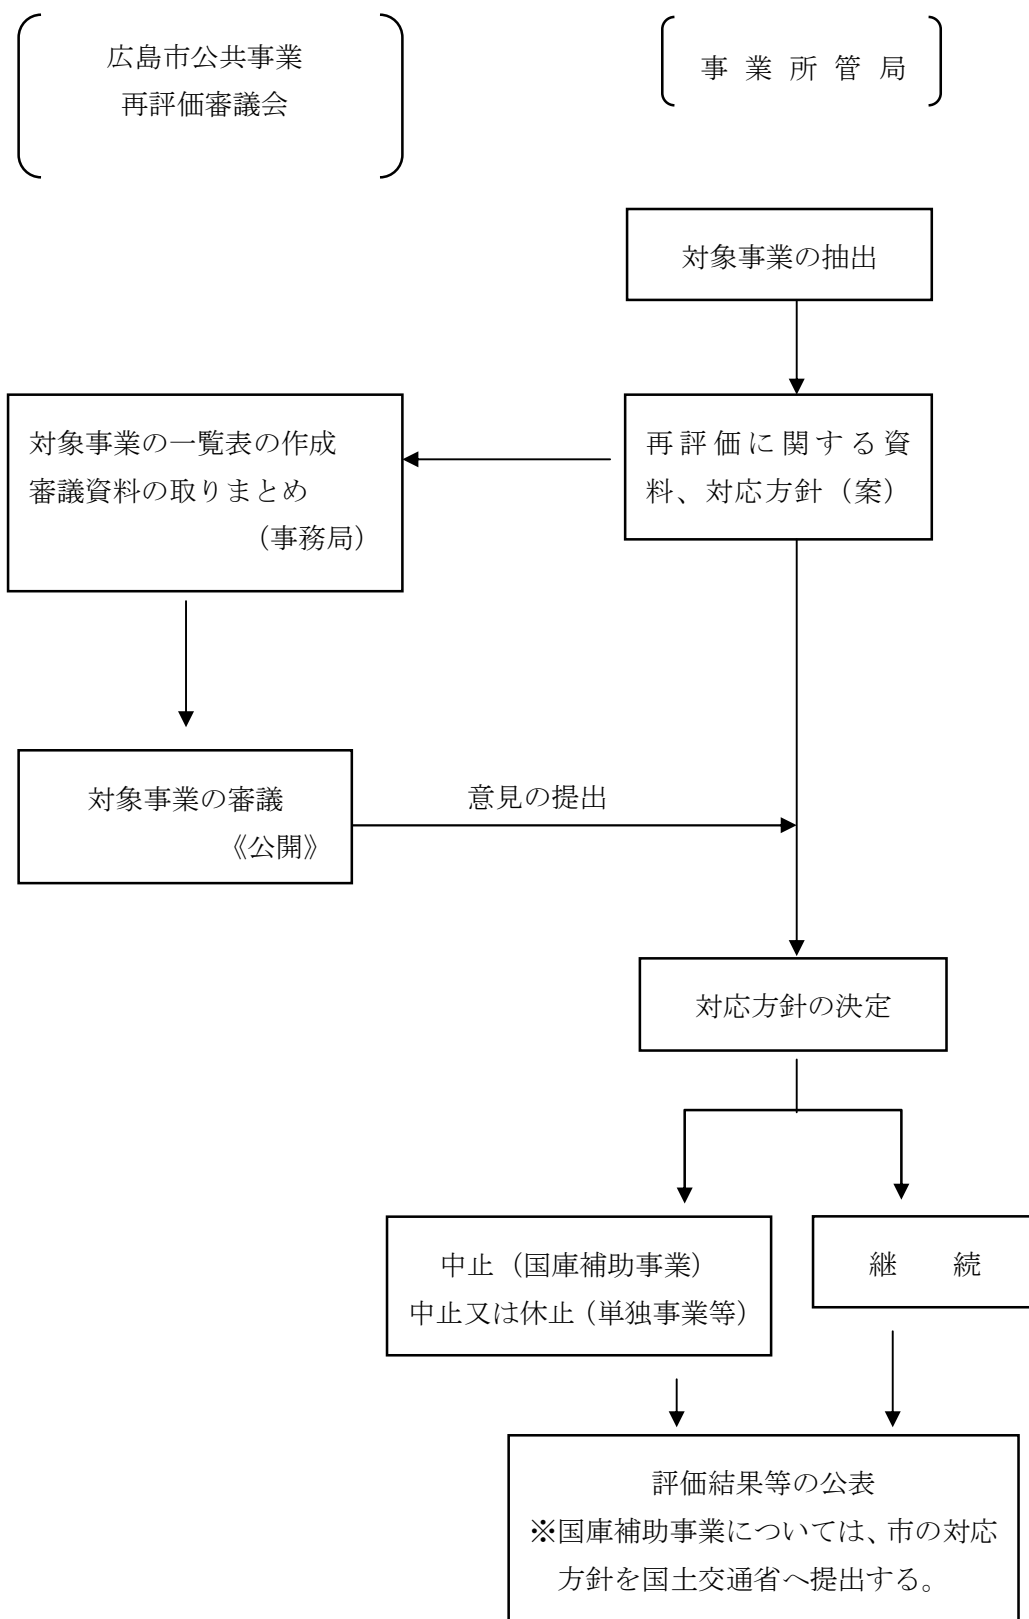 広島市公共事業
再評価審議会
事業所管局
対象事業の抽出
再評価に関する資
料、対応方針（案）
対象事業の一覧表の作成
審議資料の取りまとめ
（事務局）
対象事業の審議
《公開》
意見の提出
対応方針の決定
中止（国庫補助事業）
中止又は休止（単独事業等）
継　　続
評価結果等の公表
※国庫補助事業については、市の対応
方針を国土交通省へ提出する。